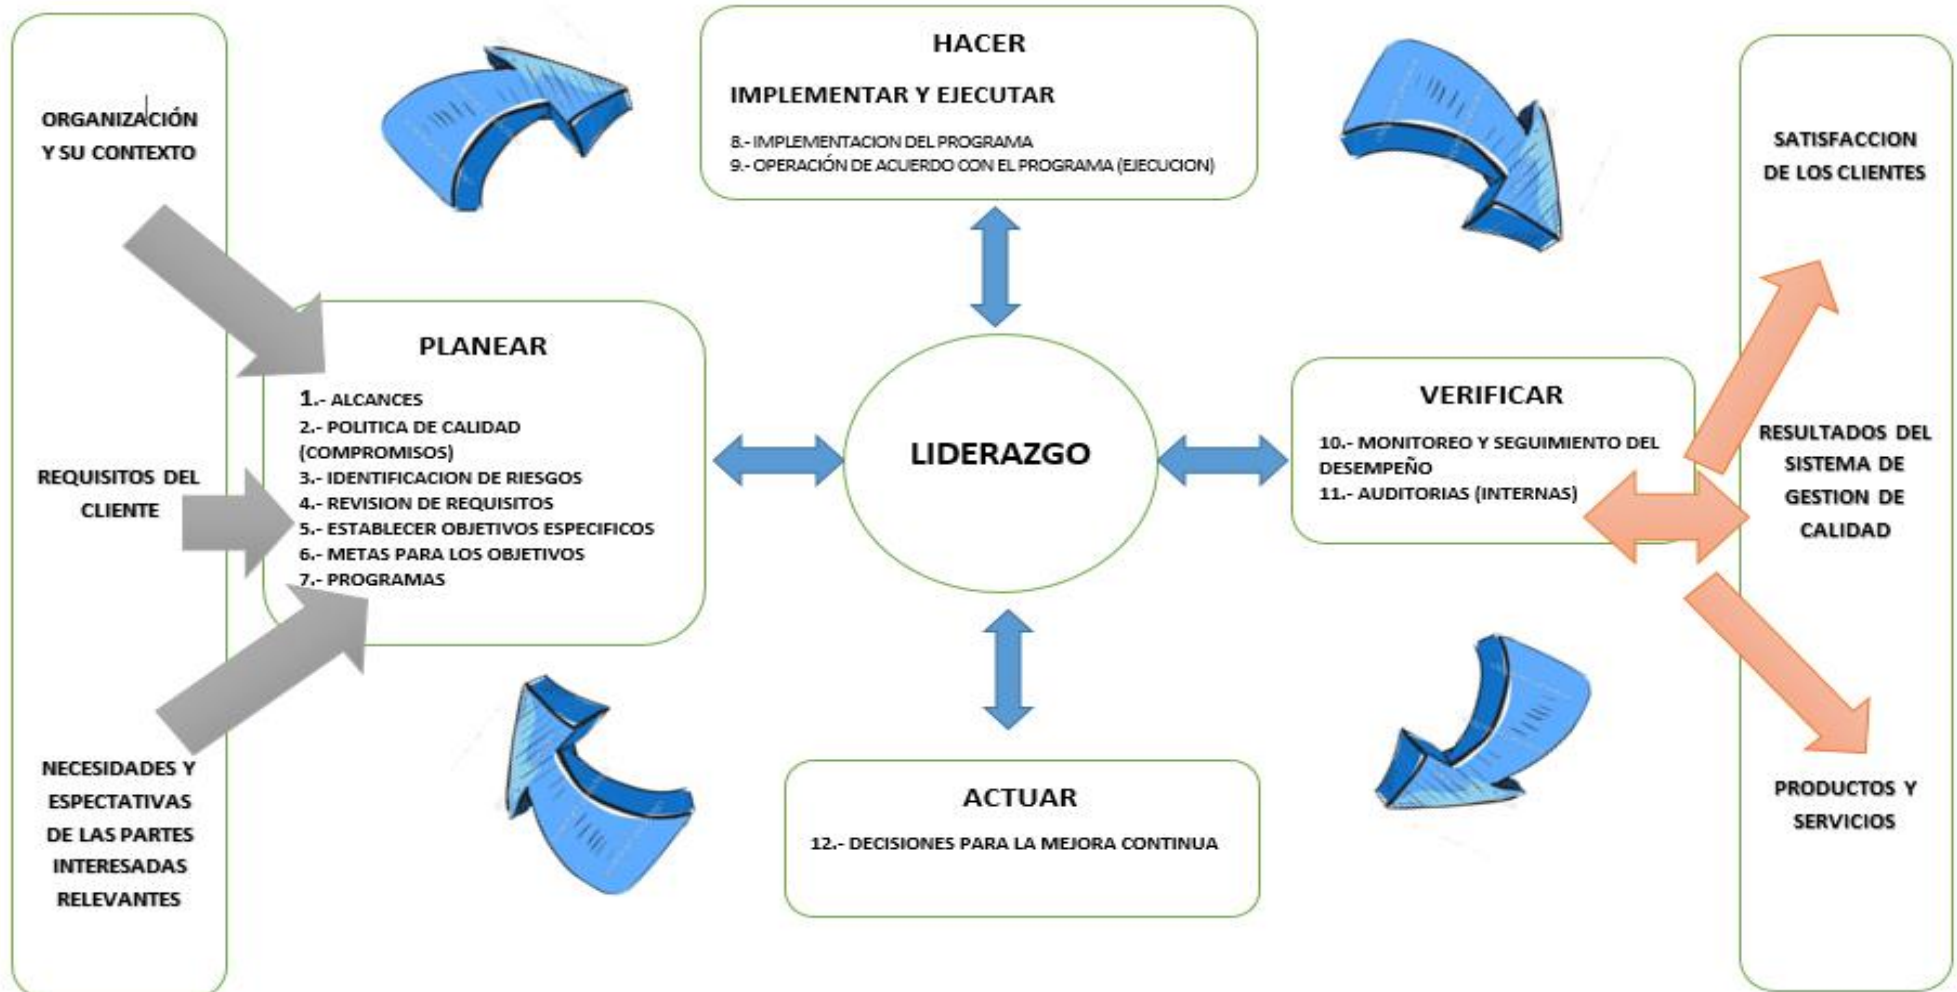 ORGANIZACIÓN
Y SU CONTEXTO
REQUISITOS DEL
CLIENTE
NECESIDADES Y
ESPECTATIVAS
DE LAS PARTES
INTERESADAS
RELEVANTES
PLANEAR
1.- ALCANCES
2.- POLITICA DE CALIDAD
(COMPROMISOS)
3.- IDENTIFICACION DE RIESGOS
4.- REVISION DE REQUISITOS
5.- ESTABLECER OBJETIVOS ESPECIFICOS
6.- METAS PARA LOS OBJETIVOS
7.- PROGRAMAS
HACER
IMPLEMENTAR Y EJECUTAR
8.- IMPLEMENTACION DEL PROGRAMA
9.- OPERACIÓN DE ACUERDO CON EL PROGRAMA (EJECUCION)
LIDERAZGO
VERIFICAR
10.- MONITOREO Y SEGUIMIENTO DEL
DESEMPEÑO
11.- AUDITORIAS (INTERNAS)
ACTUAR
12.- DECISIONES PARA LA MEJORA CONTINUA
SATISFACCION
DE LOS CLIENTES
RESULTADOS DEL
SISTEMA DE
GESTION DE
CALIDAD
PRODUCTOS Y
SERVICIOS